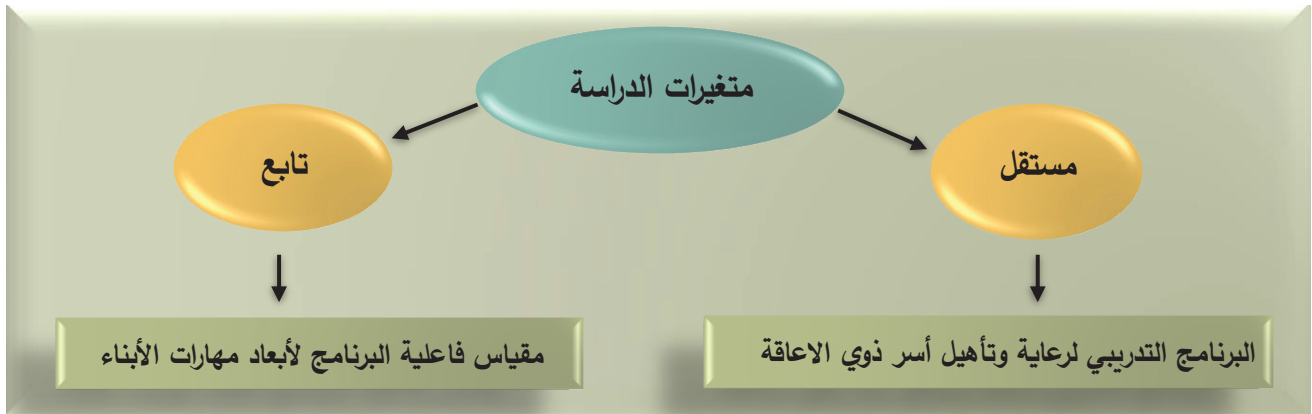 متغيرات الدراسة
مستقل
تابع
البرنامج التدريبي لرعاية وتأهيل أسر ذوي الاعاقة
مقياس فاعلية البرنامج لأبعاد مهارات الأبناء